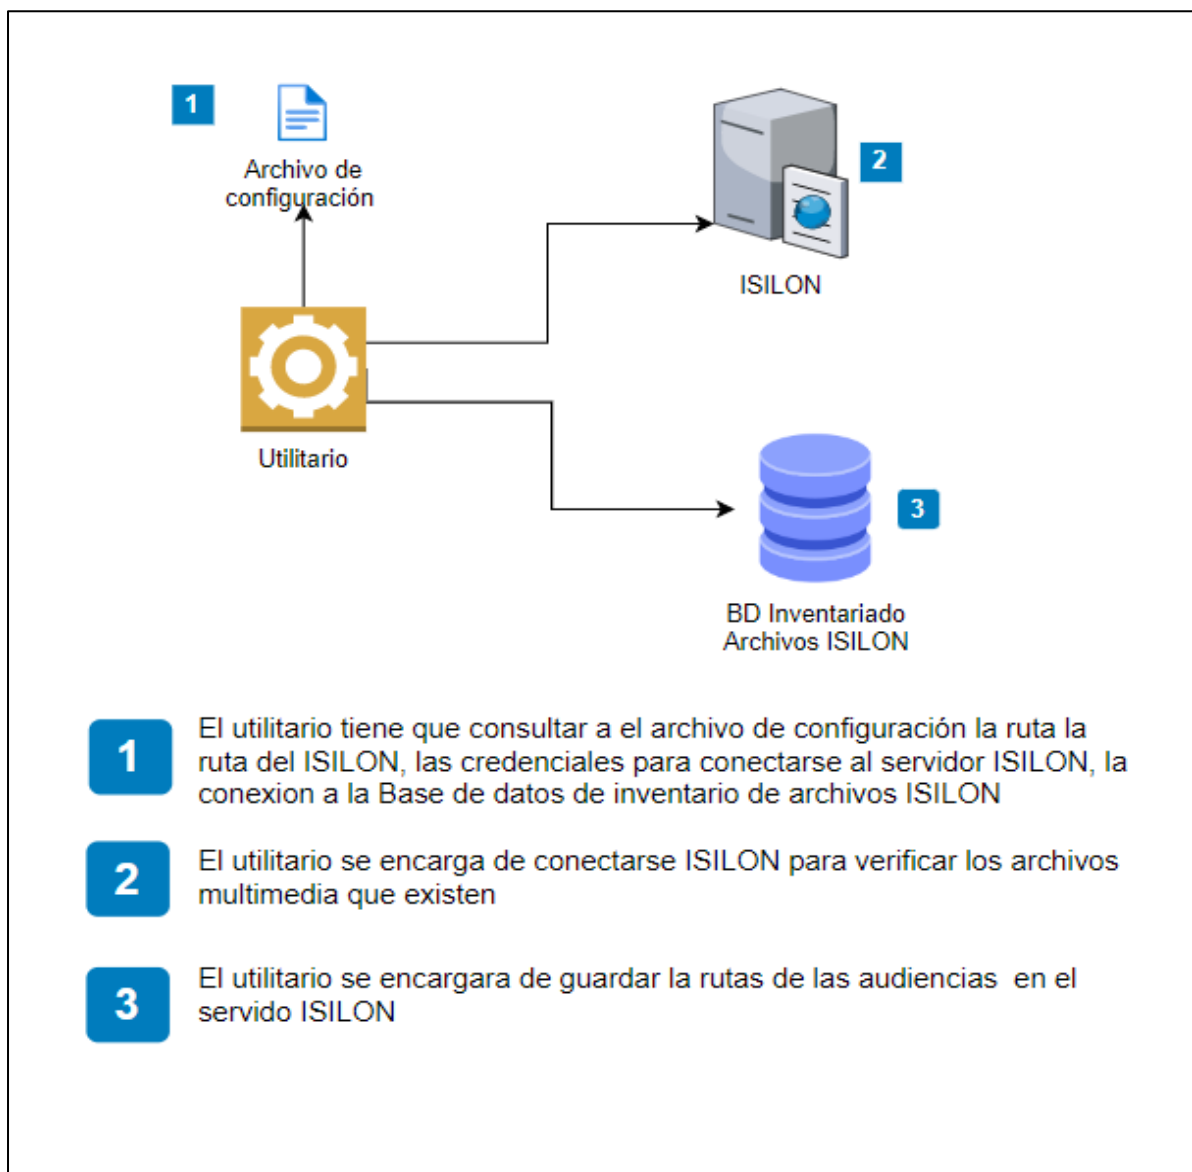 1
Archivo de
configuración
2
ISILON
Utilitario
3
BD Inventariado
Archivos ISILON
1
El utilitario tiene que consultar a el archivo de configuración la ruta la
ruta del ISILON, las credenciales para conectarse al servidor ISILON, la
conexion a la Base de datos de inventario de archivos ISILON
2
El utilitario se encarga de conectarse ISILON para verificar los archivos
multimedia que existen
3
El utilitario se encargara de guardar la rutas de las audiencias  en el
servido ISILON